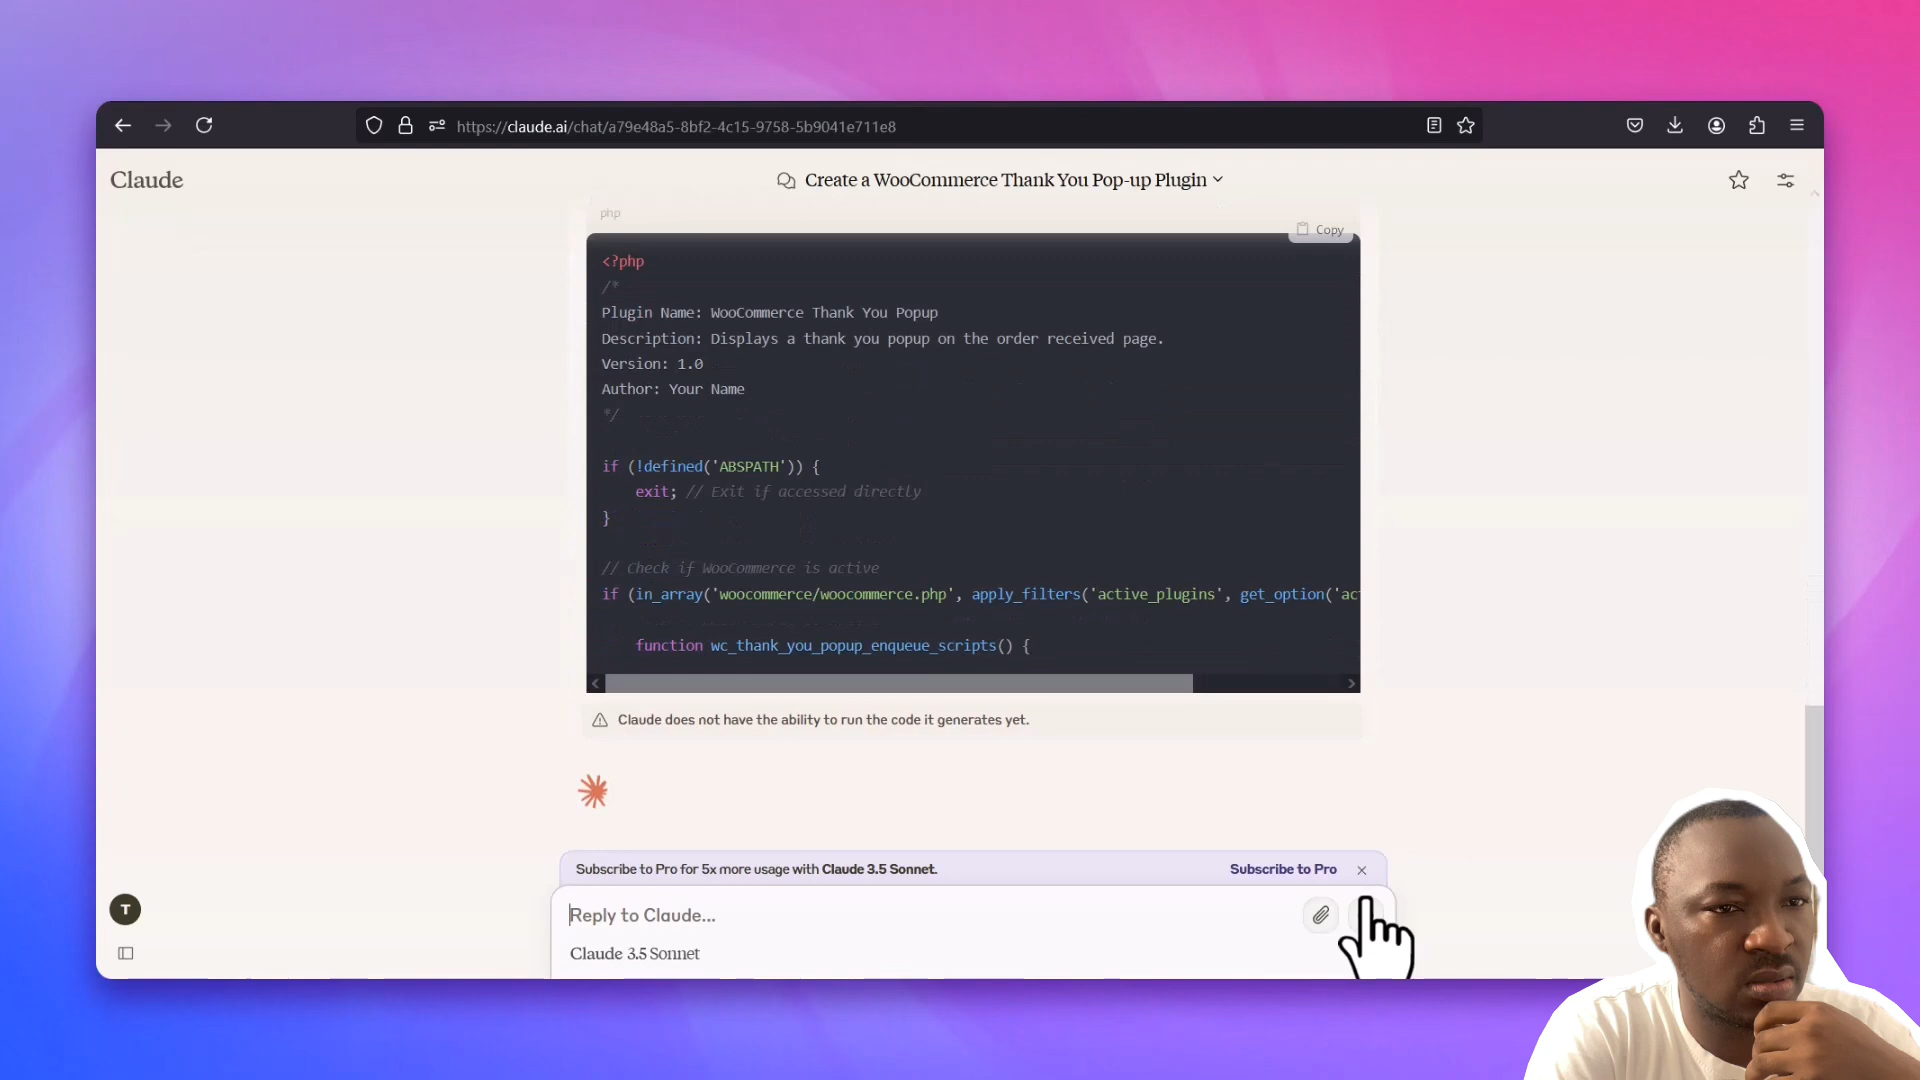 https://claude.ai/chat/a79e48a5-8bf2-4c15-9758-5b9041e711e8
Claude
Create a WooCommerce Thank You Pop-up Plugin
php
Copy
<?php
/*
Plugin Name: WooCommerce Thank You Popup
Description: Displays a thank you popup on the order received page.
Version: 1.0
Author: Your Name
*/
if (!defined('ABSPATH')) {
exit; // Exit if accessed directly
}
// Check if WooCommerce is active
if (in_array('woocommerce/woocommerce.php', apply_filters('active_plugins', get_option('ac
function wc_thank_you_popup_enqueue_scripts() {
Claude does not have the ability to run the code it generates yet.
Subscribe to Pro for 5x more usage with Claude 3.5 Sonnet. Subscribe to Pro
T
Reply to Claude...
Claude 3.5 Sonnet